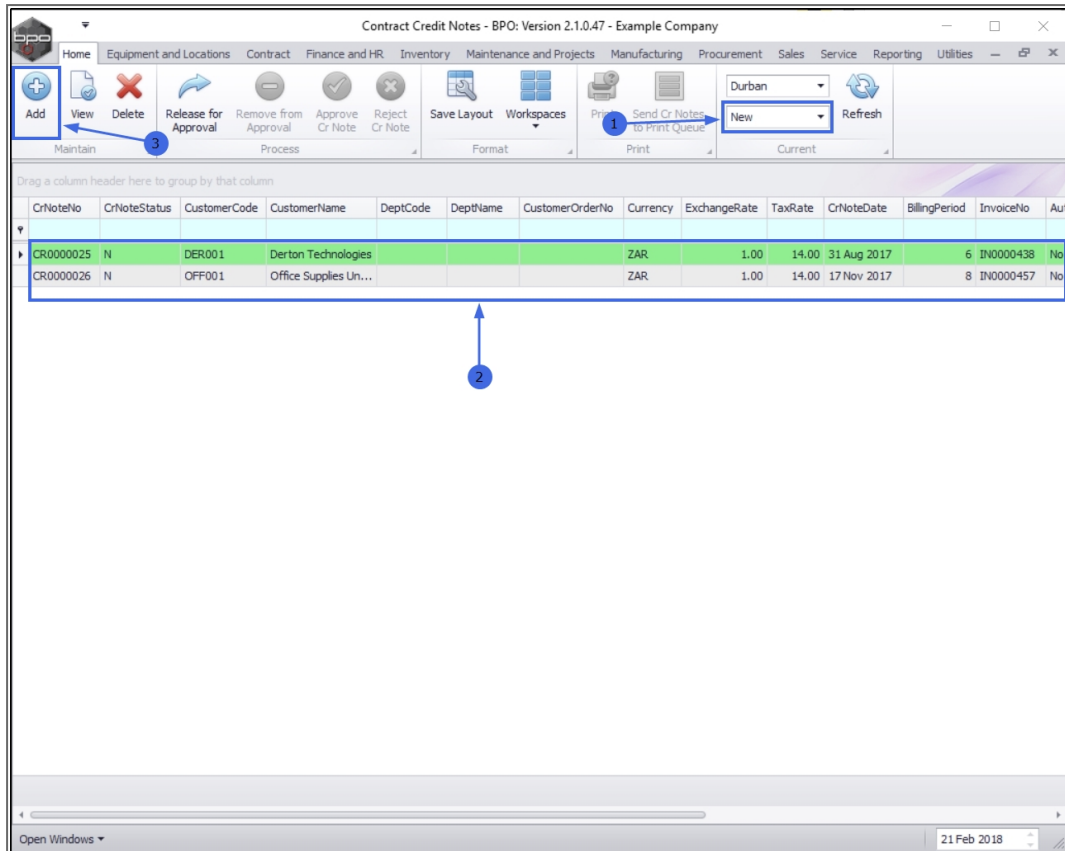 Contract Credit Notes - BPO: Version 2.1.0.47 - Example Company
bpo
Home Equipment and Locations Contract Finance and HR Inventory Maintenance and Projects Manufacturing Procurement Sales Service Reporting Utilities
Add View Delete Release for Approval Remove from Approval Approve Cr Note Reject Cr Note Save Layout Workspaces Print Send Cr Notes to Print Queue Durban New Refresh
1
3
Maintain Process Format Print Current
Drag a column header here to group by that column
CrNoteNo CrNoteStatus CustomerCode CustomerName DeptCode DeptName CustomerOrderNo Currency ExchangeRate TaxRate CrNoteDate BillingPeriod InvoiceNo Au
CR0000025 N DER001 Derton Technologies ZAR 1.00 14.00 31 Aug 2017 6 IN0000438 No
CR0000026 N OFF001 Office Supplies Un... ZAR 1.00 14.00 17 Nov 2017 8 IN0000457 No
2
Open Windows 21 Feb 2018